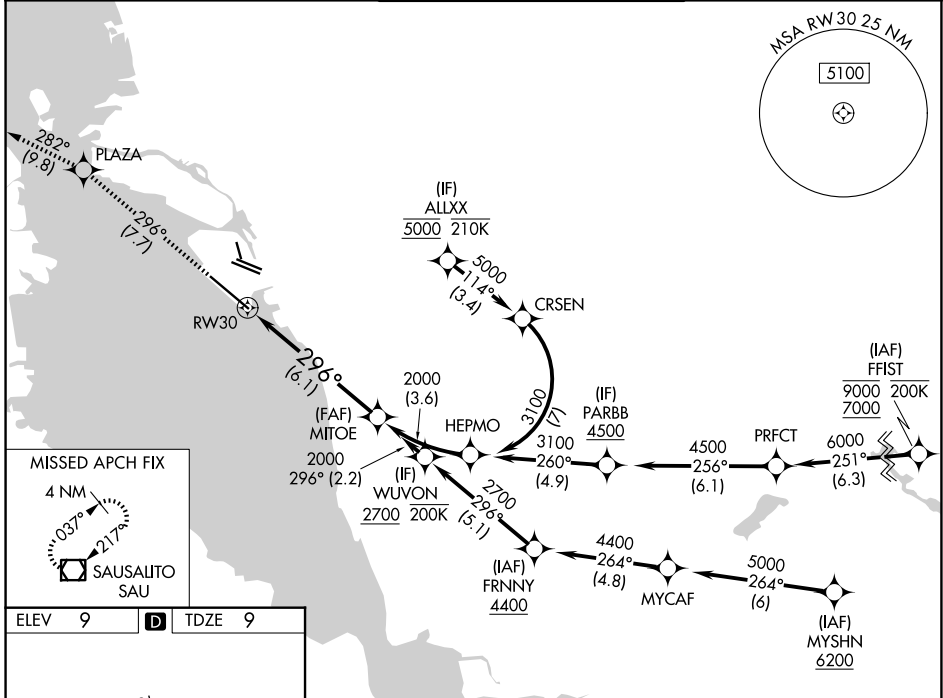 MSA RW30 25 NM
5100
282°
(9.8)
PLAZA
296°
(7.7)
RW30
(IF)
ALLXX
5000 210K
5000
114°
(3.4)
CRSEN
3100
(7)
296°
(6.1)
(FAF)
MITOE
2000
(3.6)
HEPMO
(IF)
PARBB
4500
3100
260°
(4.9)
PRFCT
4500
256°
(6.1)
(IAF)
FFIST
9000 200K
7000
6000
251°
(6.3)
2000
296° (2.2)
(IF)
WUVON
2700 200K
2700
296°
(5.1)
(IAF)
FRNNY
4400
4400
264°
(4.8)
MYCAF
5000
264°
(6)
(IAF)
MYSHN
6200
MISSED APCH FIX
4 NM
037°
217°
SAUSALITO
SAU
ELEV 9 D TDZE 9